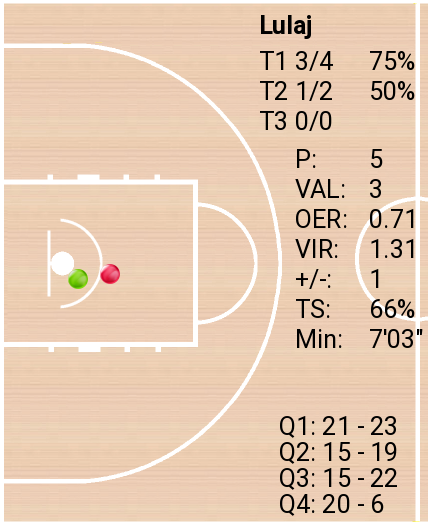 Lulaj
T1 3/4 75%
T2 1/2 50%
T3 0/0
P: 5
VAL: 3
OER: 0.71
VIR: 1.31
+/-: 1
TS: 66%
Min: 7'03"
Q1: 21 - 23
Q2: 15 - 19
Q3: 15 - 22
Q4: 20 - 6